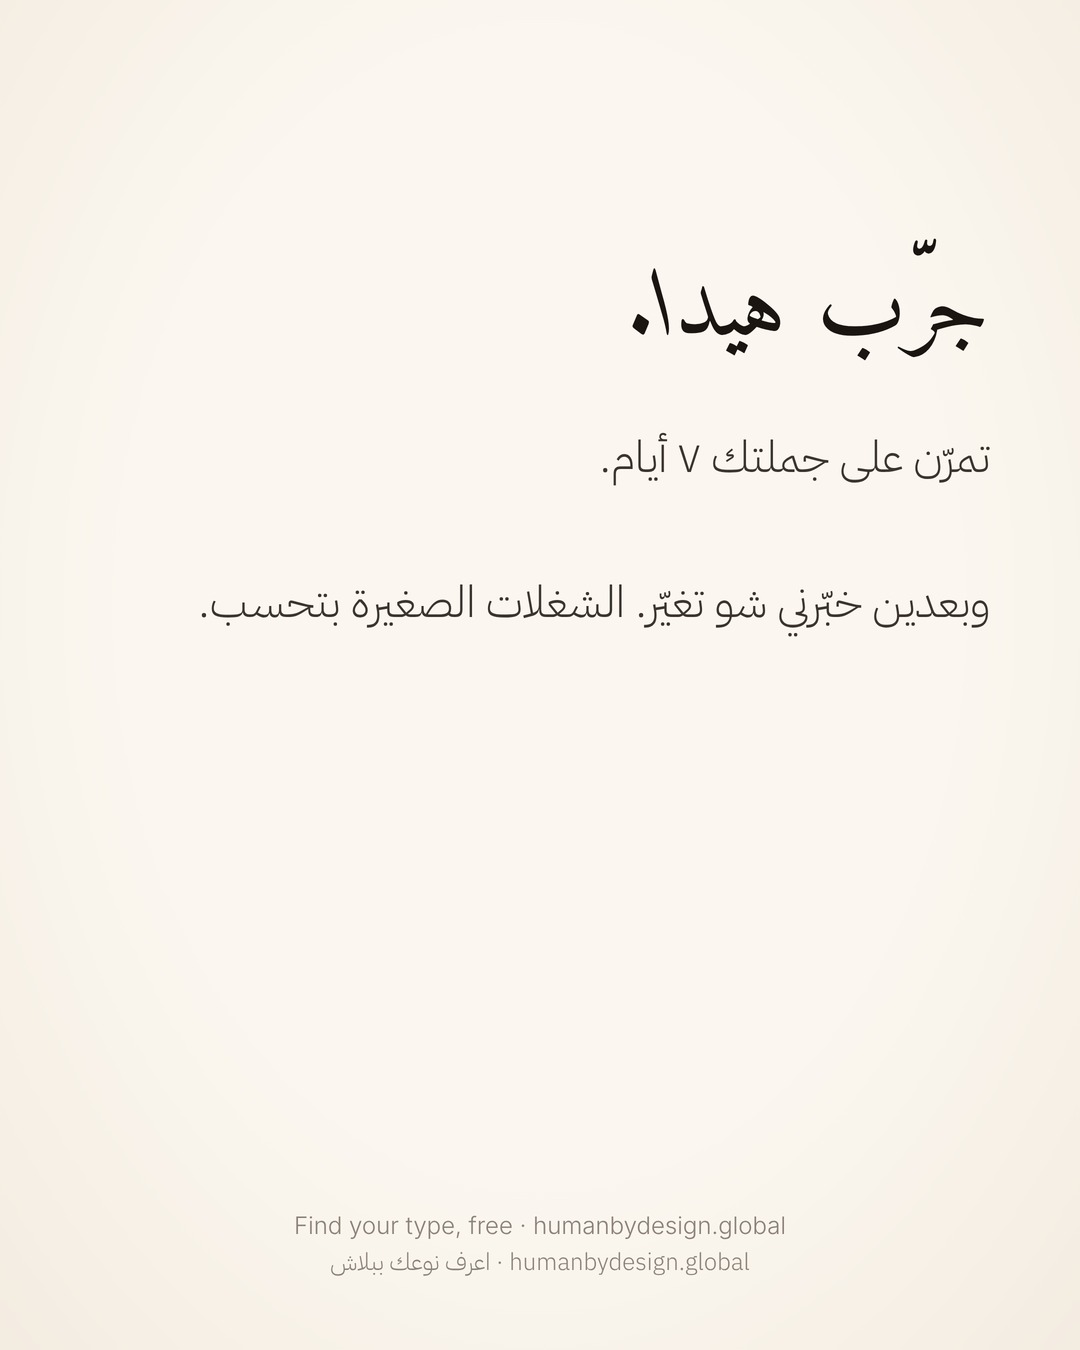 جرّب هيدا.
تمرّن على جملتك ٧ أيام.
وبعدين خبّرني شو تغيّر. الشغلات الصغيرة بتحسب.
Find your type, free · humanbydesign.global
اعرف نوعك ببلاش · humanbydesign.global